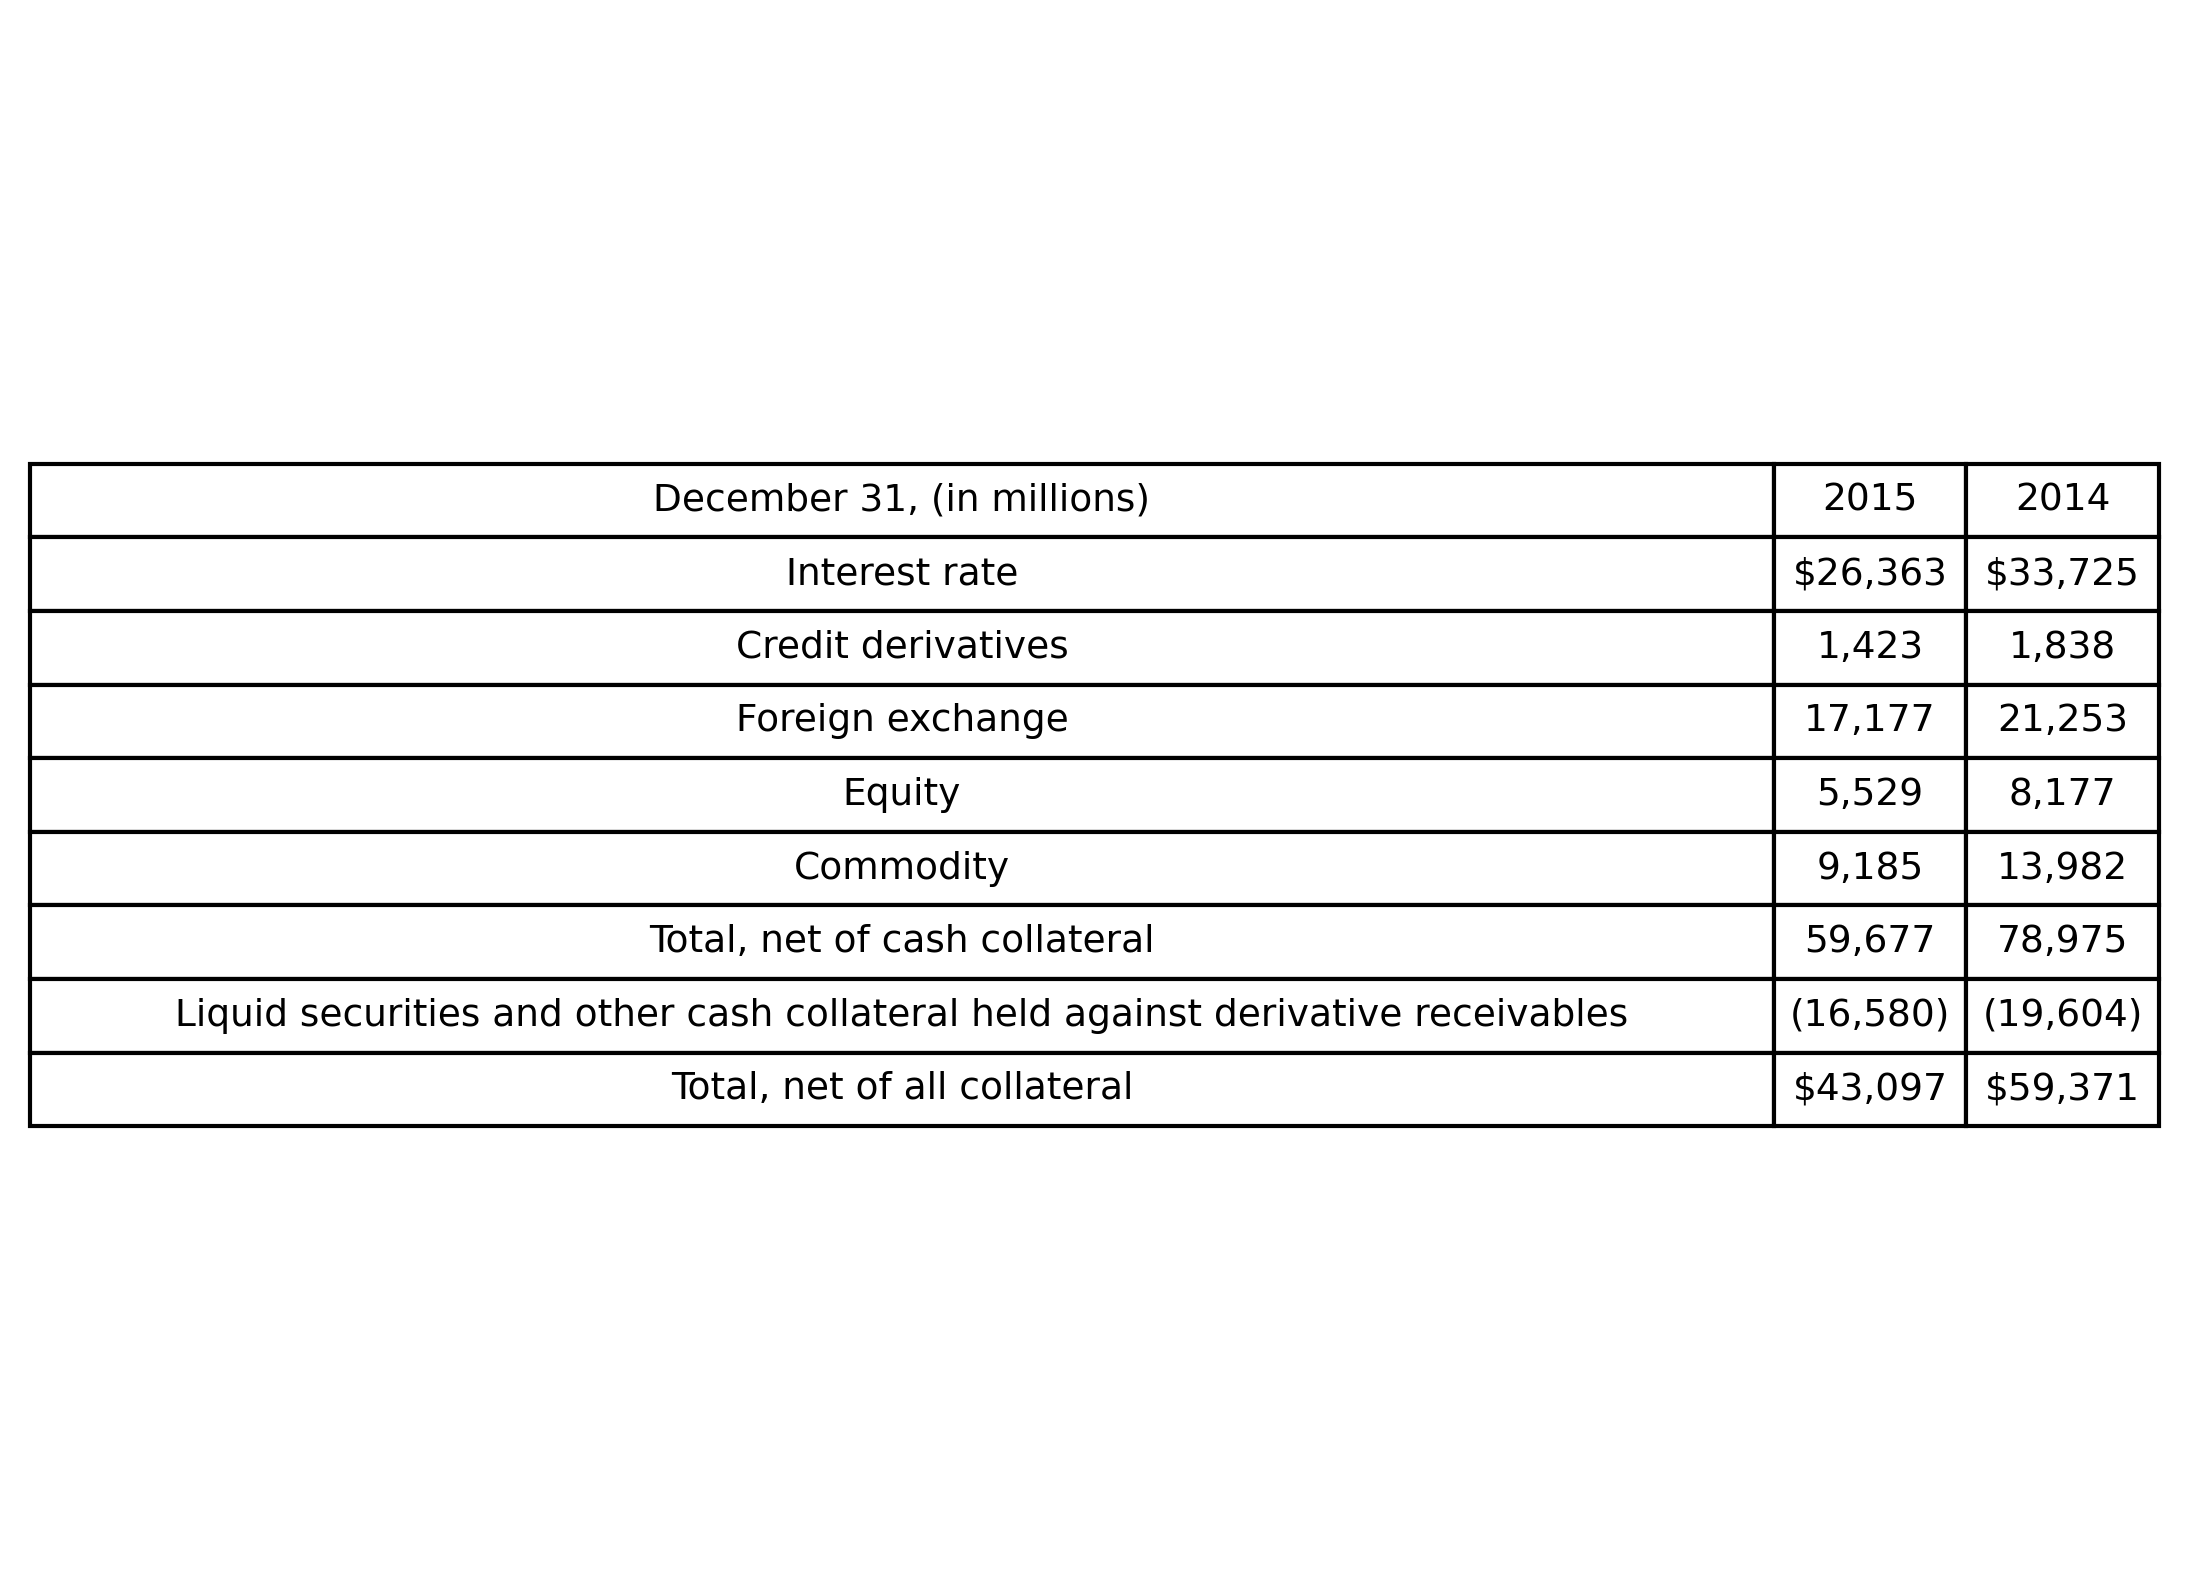 December 31, (in millions) 2015 2014
Interest rate $26,363 $33,725
Credit derivatives 1,423 1,838
Foreign exchange 17,177 21,253
Equity 5,529 8,177
Commodity 9,185 13,982
Total, net of cash collateral 59,677 78,975
Liquid securities and other cash collateral held against derivative receivables (16,580) (19,604)
Total, net of all collateral $43,097 $59,371